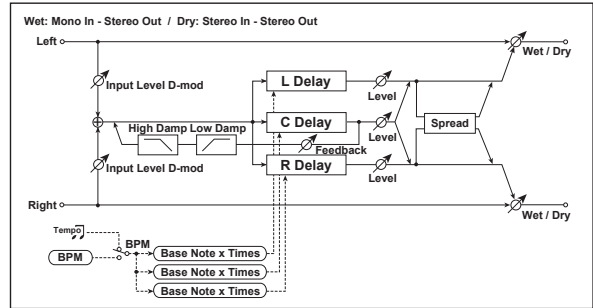 Wet: Mono In - Stereo Out / Dry: Stereo In - Stereo Out
Left
Wet / Dry
Input Level D-mod
L Delay
Level
High Damp Low Damp
C Delay
Level
Spread
Feedback
Input Level D-mod
R Delay
Level
Right
Wet / Dry
Tempo
BPM
BPM
Base Note x Times
Base Note x Times
Base Note x Times